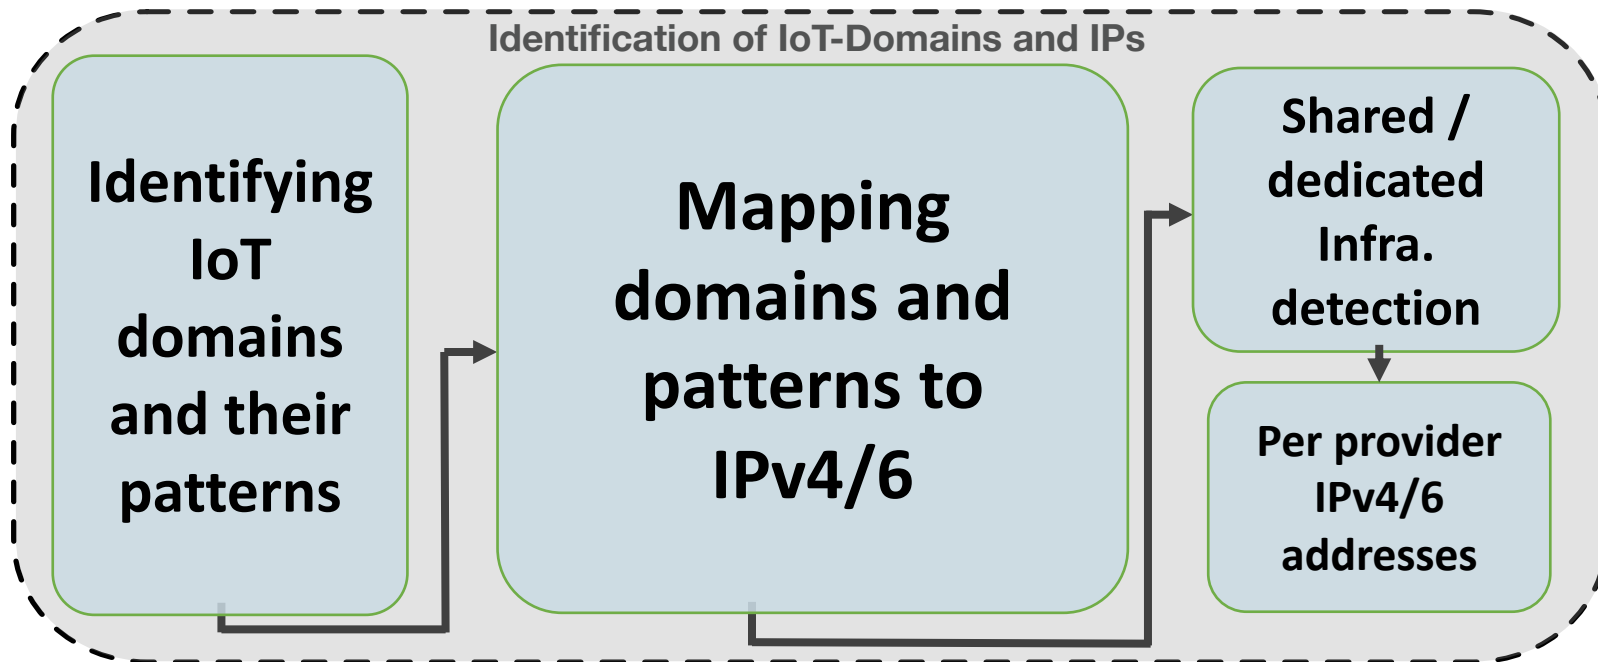 Identification of IoT-Domains and IPs
Identifying
IoT
domains
and their
patterns
Mapping
domains and
patterns to
IPv4/6
Shared /
dedicated
Infra.
detection
Per provider
IPv4/6
addresses